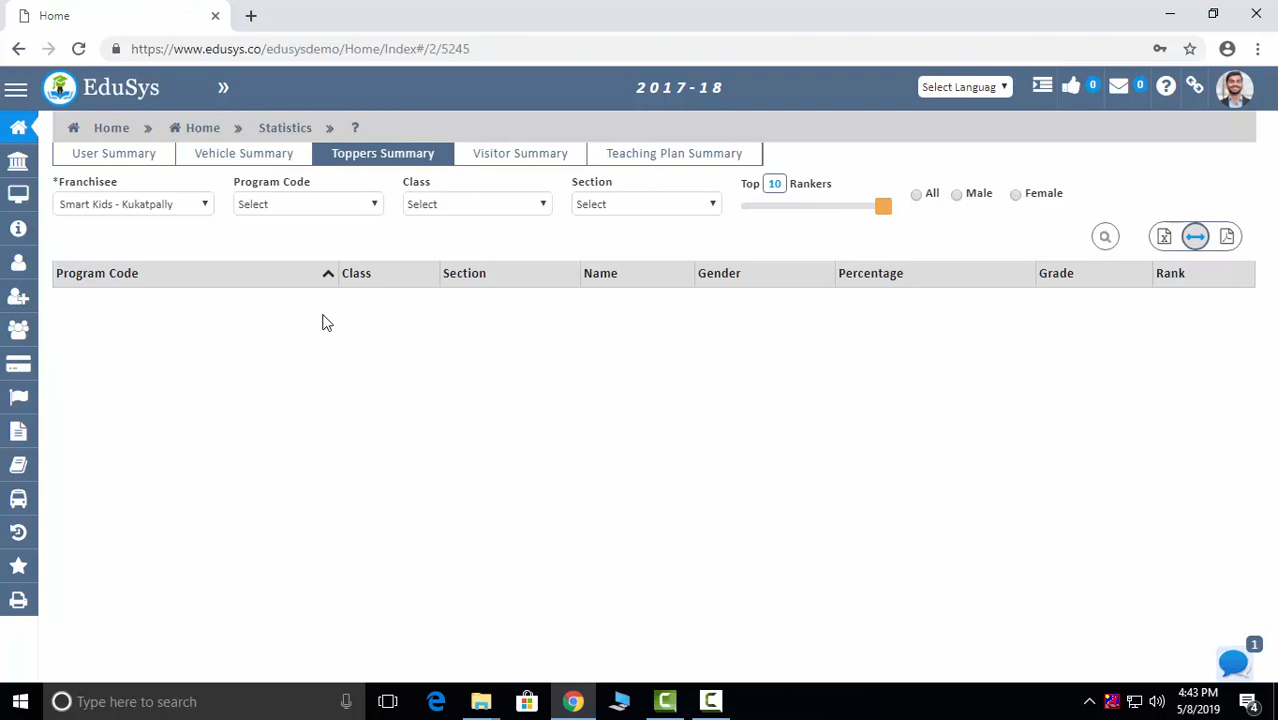 Home
https://www.edusys.co/edusysdemo/Home/Index#/2/5245
EduSys » 2017-18 Select Languag 0 0
Home » Home » Statistics » ?
User Summary Vehicle Summary Toppers Summary Visitor Summary Teaching Plan Summary
*Franchisee Program Code Class Section Top 10 Rankers
Smart Kids - Kukatpally Select Select Select All Male Female
Program Code Class Section Name Gender Percentage Grade Rank
1
Type here to search
4:43 PM
5/8/2019
4